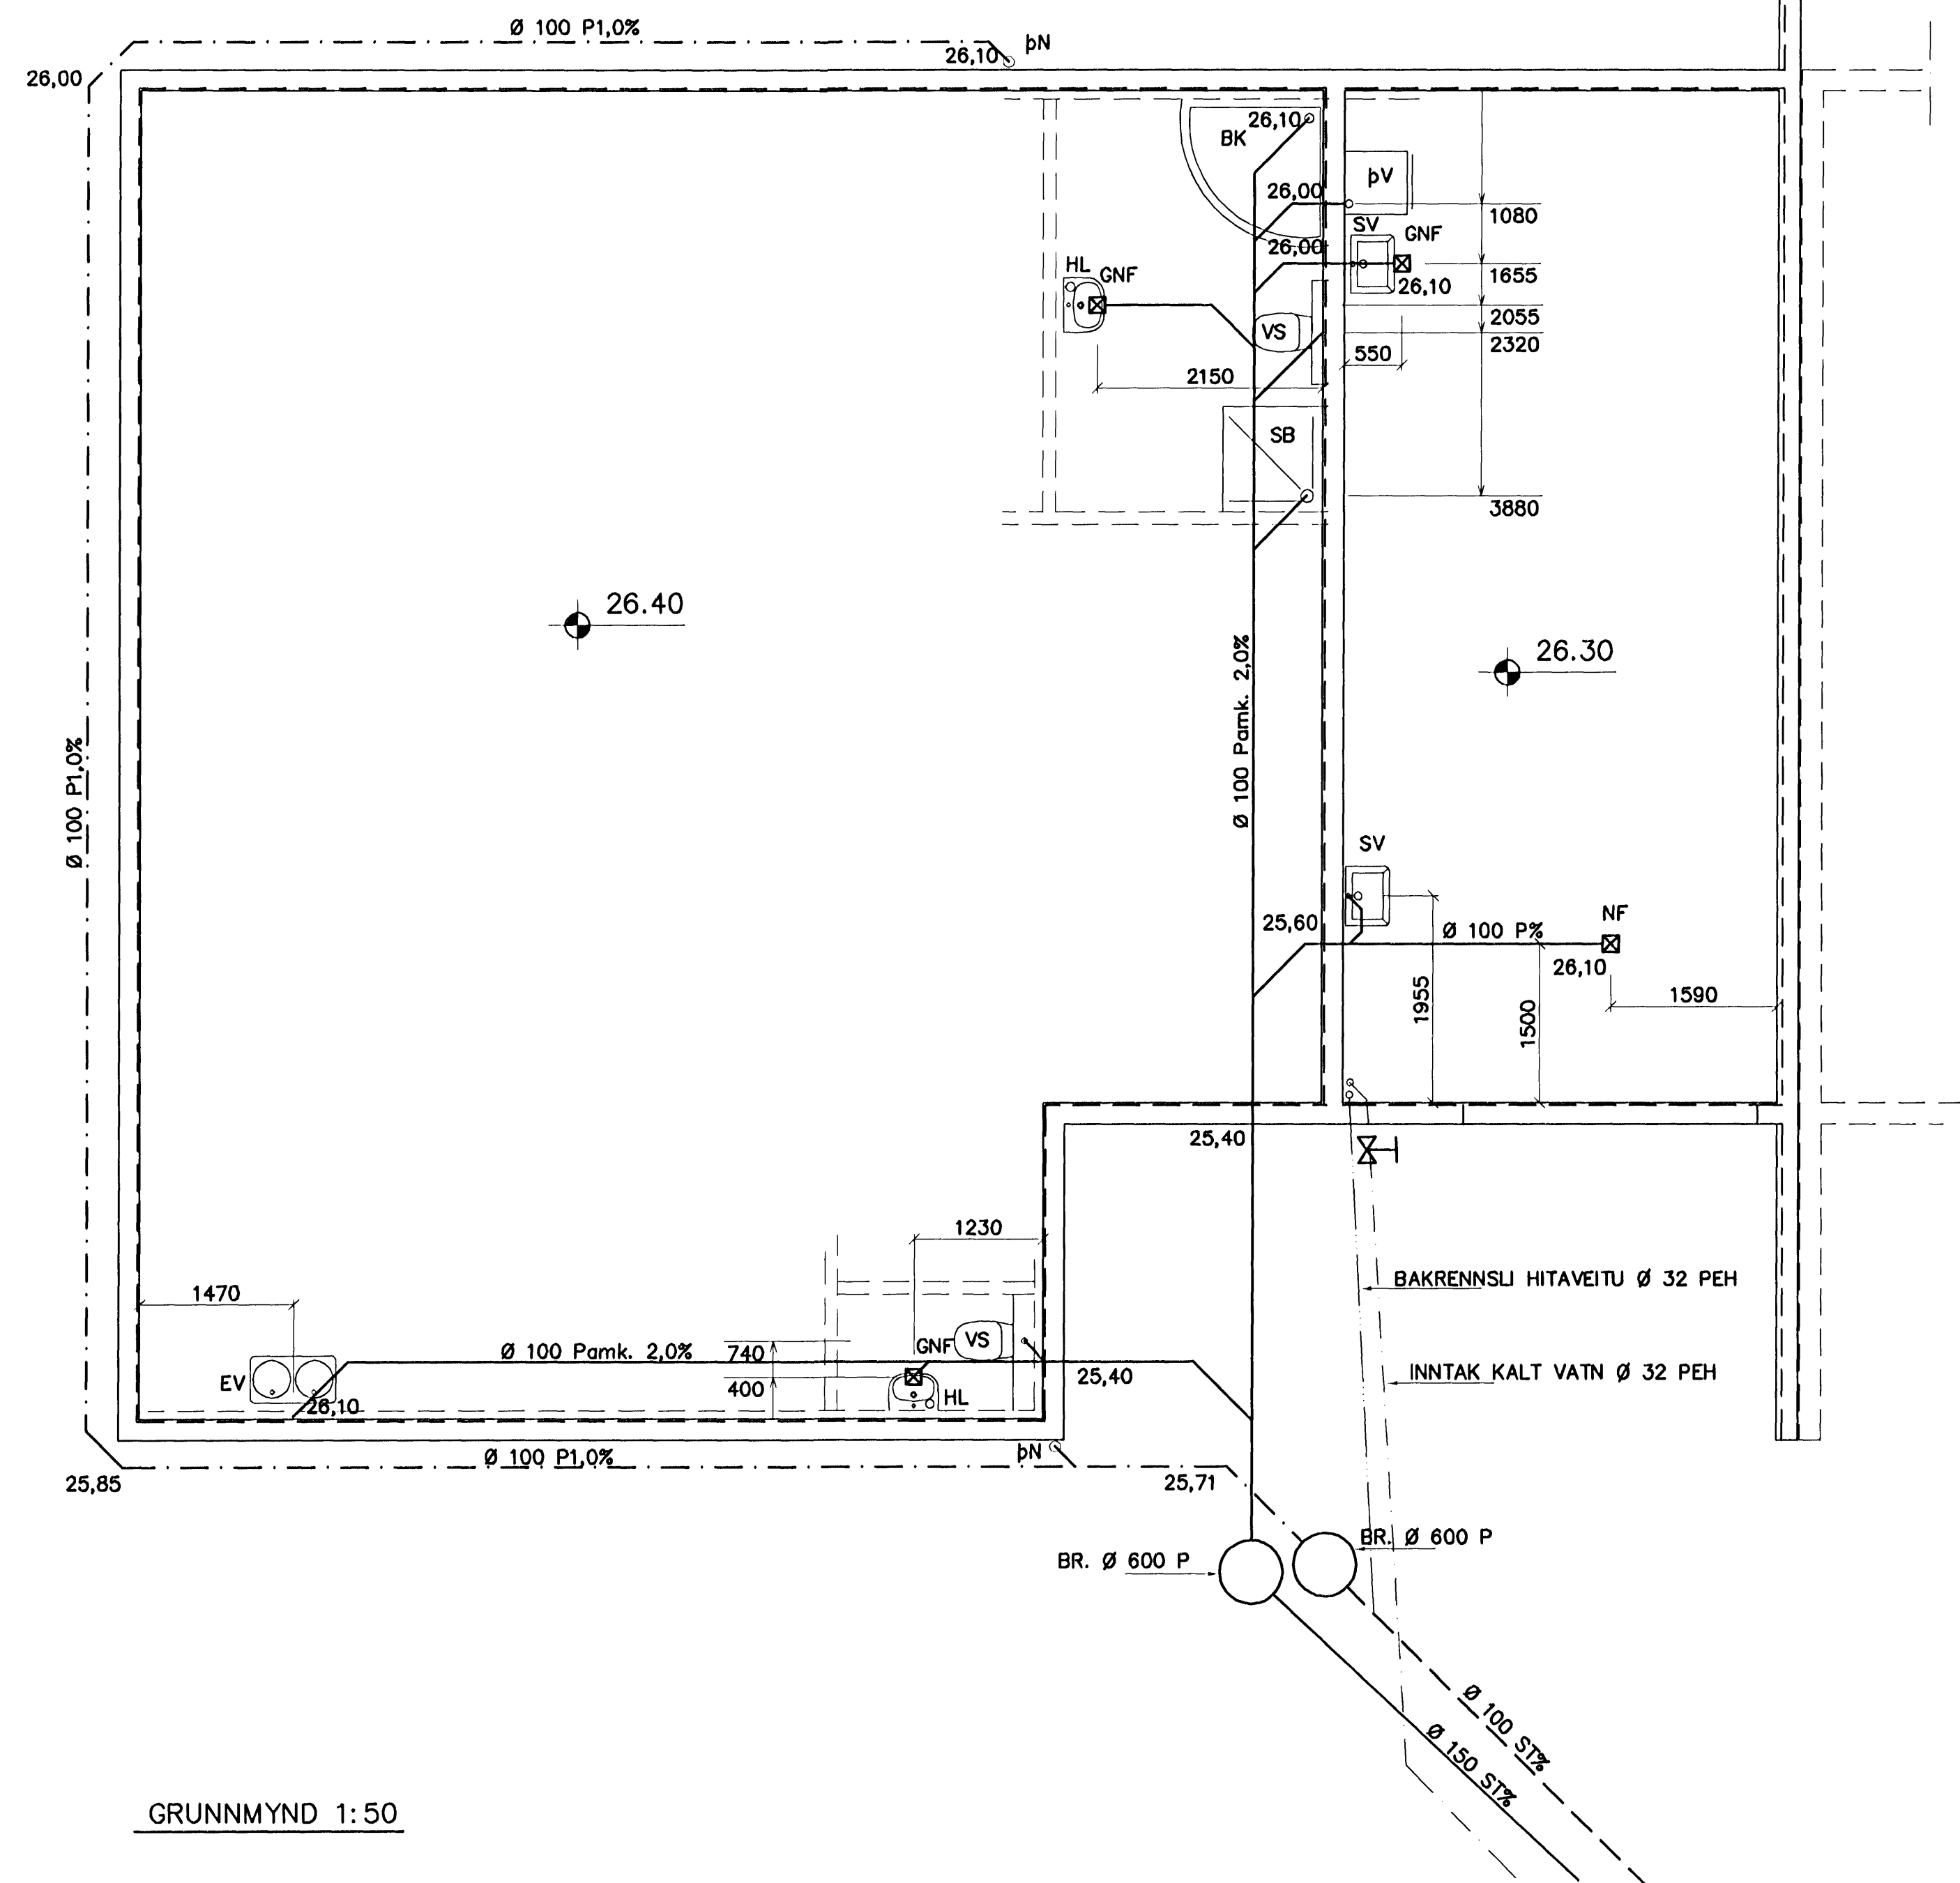 Ø 100 P1,0%
þN
26,10
26,00
26,10
BK
26,00
þV
1080
SV
GNF
26,00
1655
26,10
HL
GNF
2055
VS
2320
550
2150
SB
3880
26.40
26.30
Ø 100 Pamk. 2,0%
Ø 100 P1,0%
SV
25,60
NF
Ø 100 P%
26,10
1955
1500
1590
25,40
1230
1470
BAKRENNSLI HITAVEITU Ø 32 PEH
Ø 100 Pamk. 2,0%
740
GNF
VS
INNTAK KALT VATN Ø 32 PEH
25,40
EV
400
26,10
HL
Ø 100 P1,0%
þN
25,85
25,71
BR. Ø 600 P
BR. Ø 600 P
Ø 100 ST%
Ø 150 ST%
GRUNNMYND 1:50